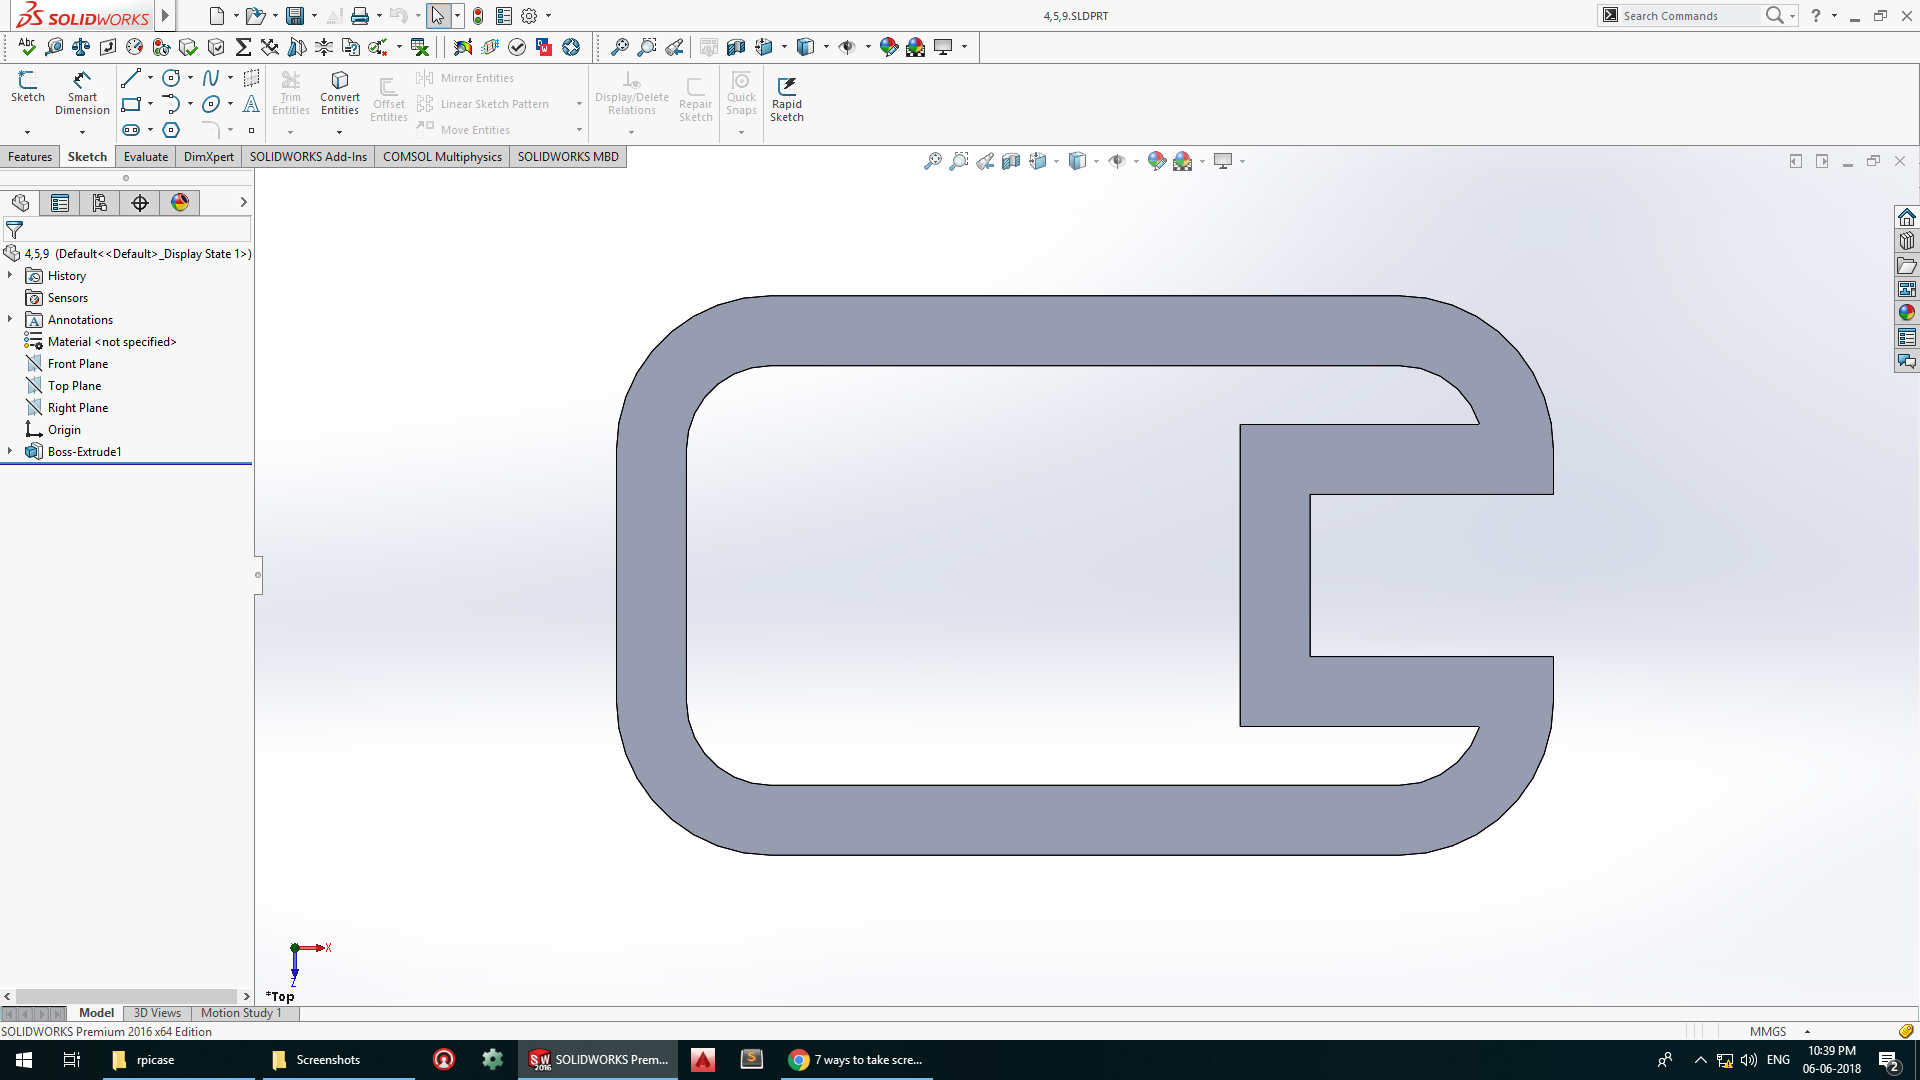 SOLIDWORKS
4,5,9.SLDPRT
Search Commands
?
Abc
Sketch
Smart Dimension
Trim Entities
Convert Entities
Offset Entities
Mirror Entities
Linear Sketch Pattern
Move Entities
Display/Delete Relations
Repair Sketch
Quick Snaps
Rapid Sketch
Features
Sketch
Evaluate
DimXpert
SOLIDWORKS Add-Ins
COMSOL Multiphysics
SOLIDWORKS MBD
4,5,9 (Default<<Default>_Display State 1>)
History
Sensors
Annotations
Material <not specified>
Front Plane
Top Plane
Right Plane
Origin
Boss-Extrude1
X
Z
*Top
Model
3D Views
Motion Study 1
SOLIDWORKS Premium 2016 x64 Edition
MMGS
rpicase
Screenshots
SW
2016
SOLIDWORKS Prem...
S
7 ways to take scre...
ENG
10:39 PM
06-06-2018
2